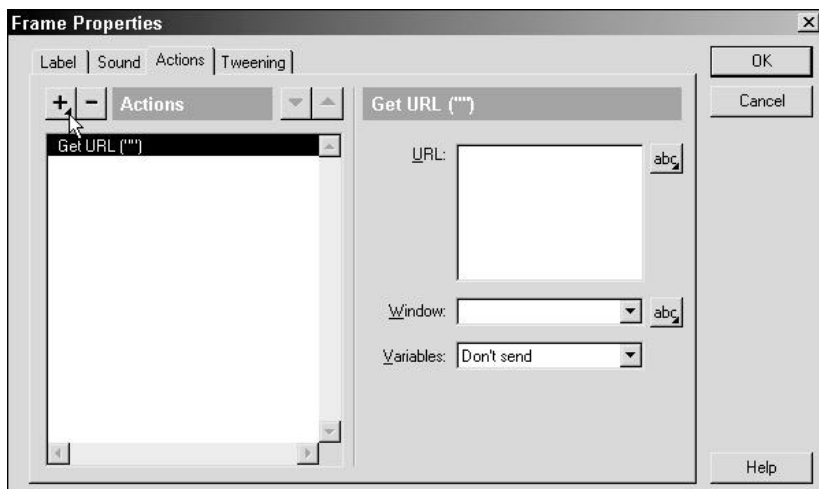 Frame Properties
Label Sound Actions Tweening
OK
Cancel
+ - Actions
Get URL ("")
Get URL ("")
URL:
abc
Window:
abc
Variables: Don't send
Help